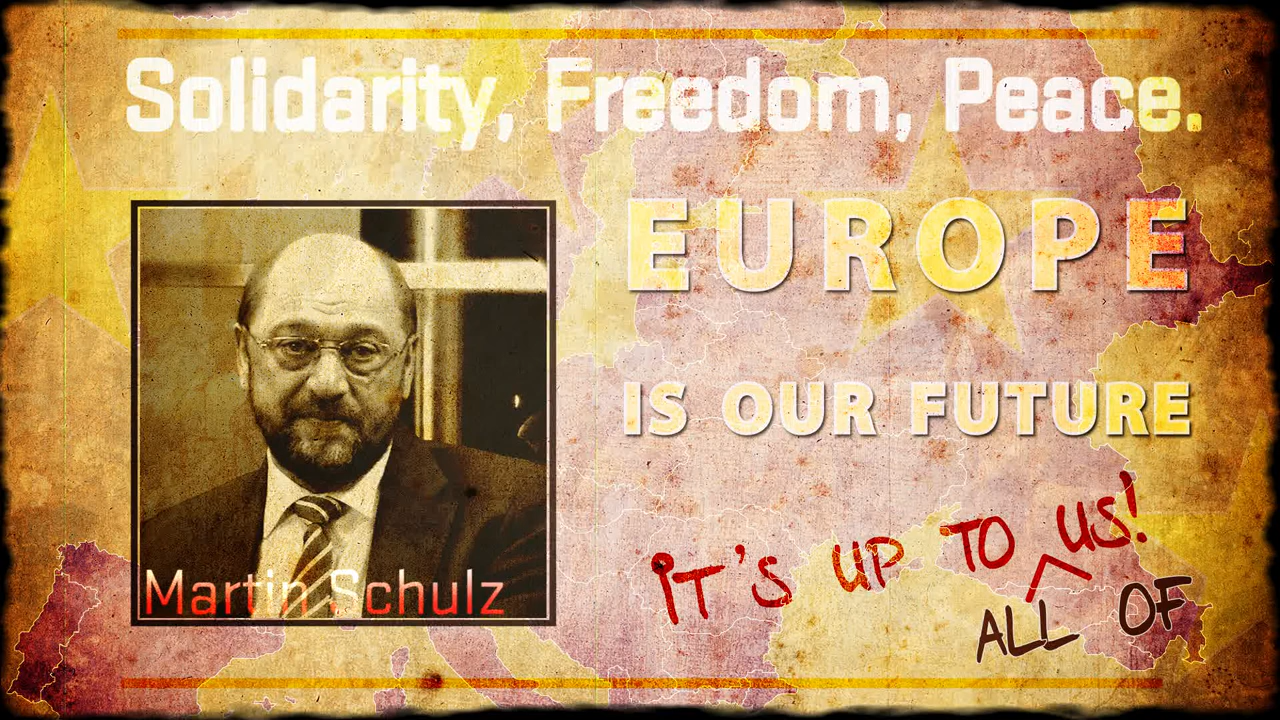 Solidarity, Freedom, Peace.
EUROPE
IS OUR FUTURE
IT'S UP TO US!
ALL OF
Martin Schulz